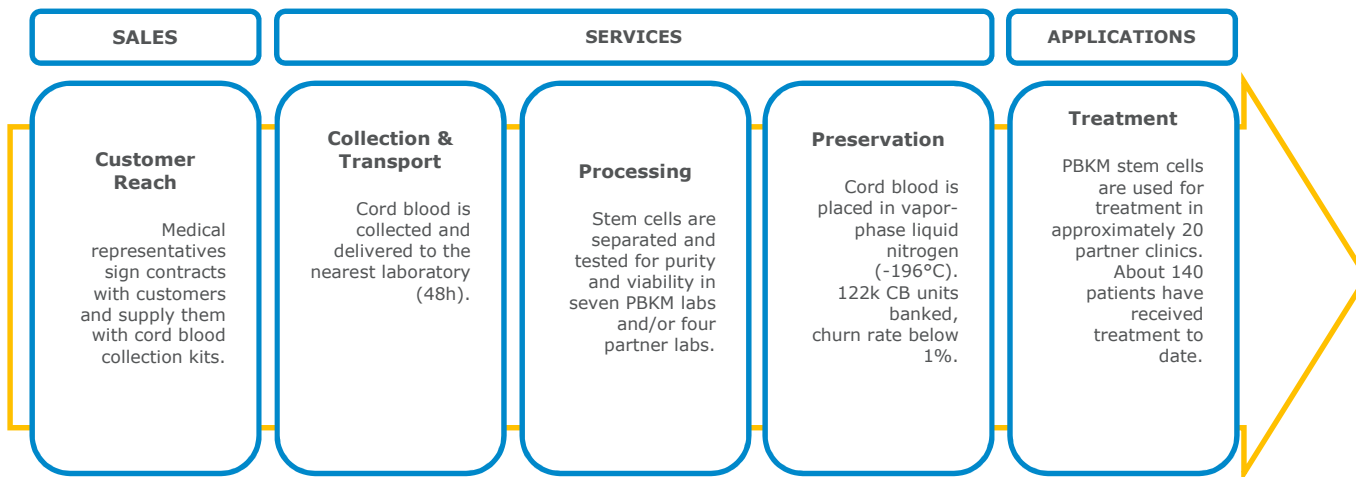 SALES
SERVICES
APPLICATIONS
Customer
Reach
Medical
representatives
sign contracts
with customers
and supply them
with cord blood
collection kits.
Collection &
Transport
Cord blood is
collected and
delivered to the
nearest laboratory
(48h).
Processing
Stem cells are
separated and
tested for purity
and viability in
seven PBKM labs
and/or four
partner labs.
Preservation
Cord blood is
placed in vapor-
phase liquid
nitrogen
(-196°C).
122k CB units
banked,
churn rate below
1%.
Treatment
PBKM stem cells
are used for
treatment in
approximately 20
partner clinics.
About 140
patients have
received
treatment to
date.